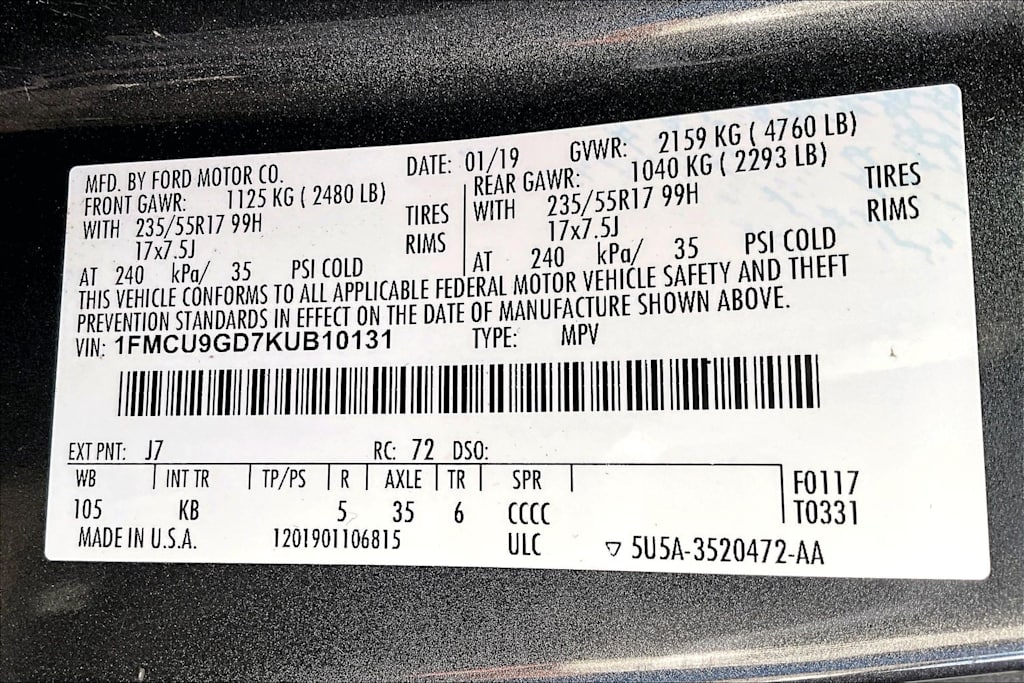 MFD. BY FORD MOTOR CO. DATE: 01/19 GVWR: 2159 KG ( 4760 LB)
FRONT GAWR: 1125 KG ( 2480 LB) REAR GAWR: 1040 KG ( 2293 LB)
WITH 235/55R17 99H TIRES WITH 235/55R17 99H TIRES
17x7.5J RIMS 17x7.5J RIMS
AT 240 kPa/ 35 PSI COLD AT 240 kPa/ 35 PSI COLD
THIS VEHICLE CONFORMS TO ALL APPLICABLE FEDERAL MOTOR VEHICLE SAFETY AND THEFT
PREVENTION STANDARDS IN EFFECT ON THE DATE OF MANUFACTURE SHOWN ABOVE.
VIN: 1FMCU9GD7KUB10131 TYPE: MPV
EXT PNT: J7 RC: 72 DSO:
WB INT TR TP/PS R AXLE TR SPR F0117
105 KB 5 35 6 CCCC T0331
MADE IN U.S.A. 1201901106815 ULC ▽ 5U5A-3520472-AA